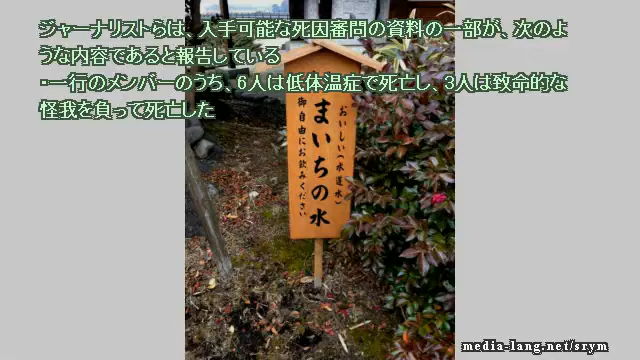 ジャーナリストらは、入手可能な死因審問の資料の一部が、次のよ
うな内容であると報告している
・一行のメンバーのうち、6人は低体温症で死亡し、3人は致命的な
怪我を負って死亡した
おいしい(水道水)
まいちの水
御自由にお飲みください
media-lang.net/srym